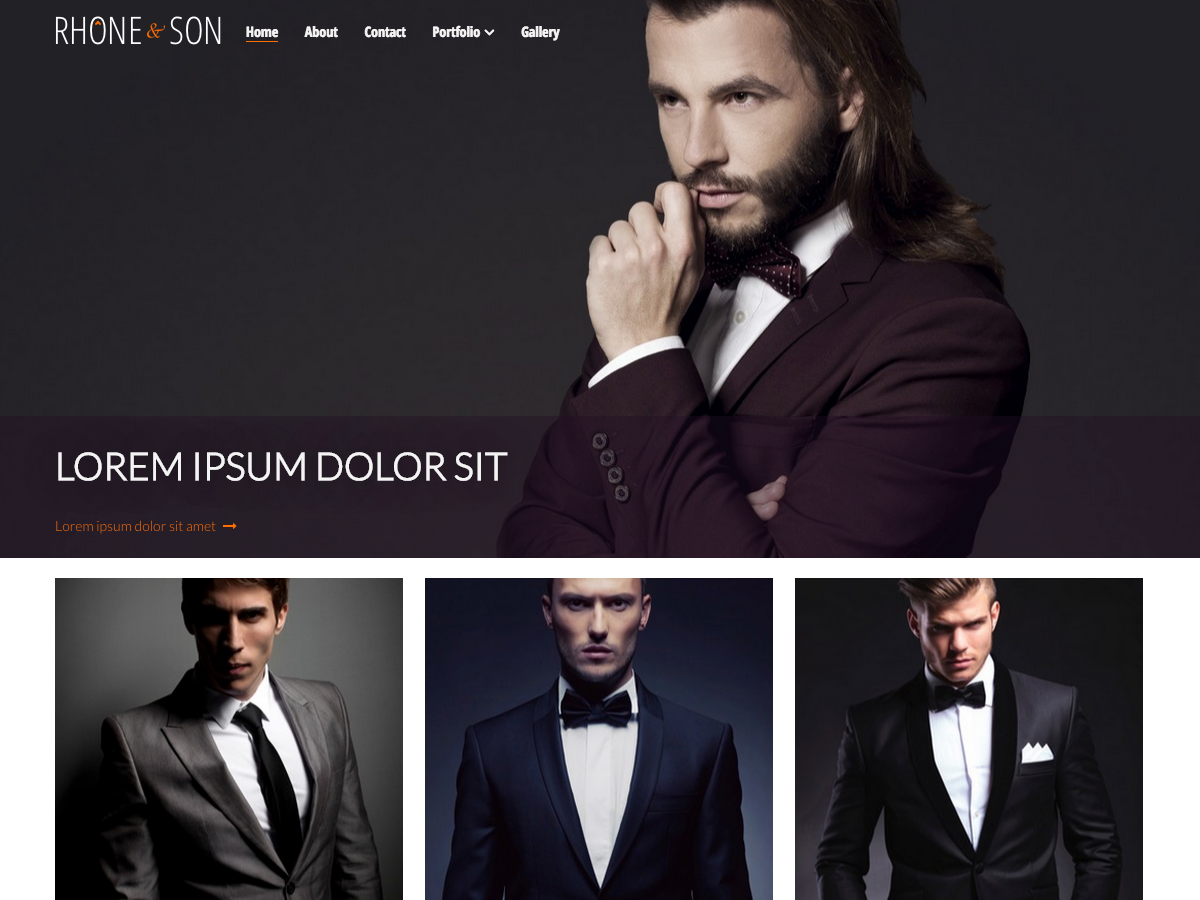 RHONE & SON
Home About Contact Portfolio Gallery
LOREM IPSUM DOLOR SIT
Lorem ipsum dolor sit amet